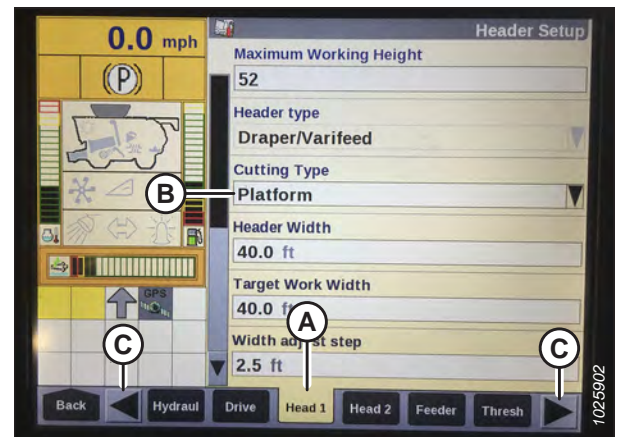 0.0 mph
Header Setup
(P)
Maximum Working Height
52
Header type
Draper/Varifeed
Cutting Type
B
Platform
Header Width
40.0 ft
GPS
Target Work Width
40.0 ft
A
C
C
Width adjust step
2.5 ft
Back
Hydraul
Drive
Head 1
Head 2
Feeder
Thresh
1025902